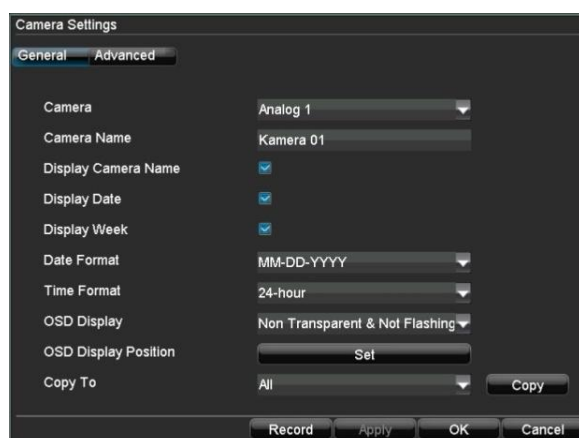 Camera Settings
General Advanced
Camera Analog 1
Camera Name Kamera 01
Display Camera Name
Display Date
Display Week
Date Format MM-DD-YYYY
Time Format 24-hour
OSD Display Non Transparent & Not Flashing
OSD Display Position Set
Copy To All Copy
Record Apply OK Cancel